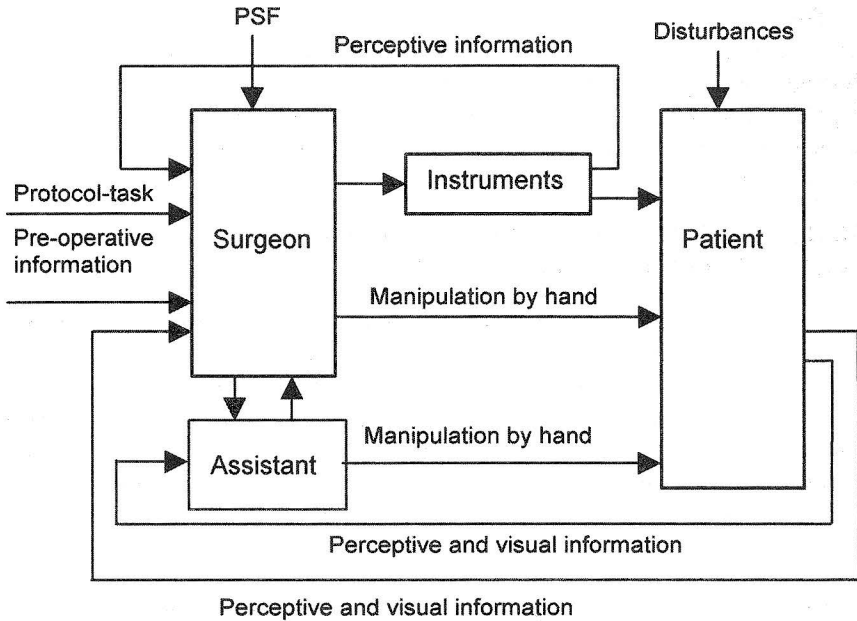 PSF
Perceptive information
Disturbances
Instruments
Protocol-task
Surgeon
Patient
Pre-operative
information
Manipulation by hand
Manipulation by hand
Assistant
Perceptive and visual information
Perceptive and visual information